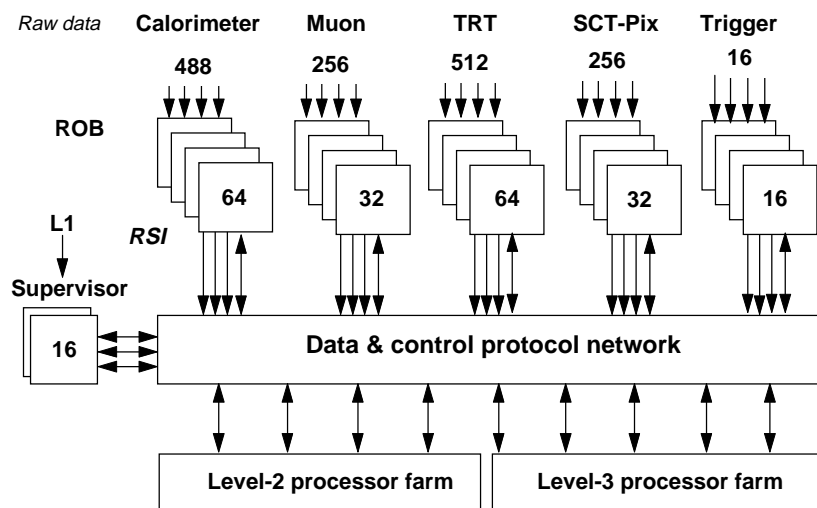 Raw data Calorimeter Muon TRT SCT-Pix Trigger
488 256 512 256 16
ROB
64 32 64 32 16
L1
RSI
Supervisor
16
Data & control protocol network
Level-2 processor farm Level-3 processor farm